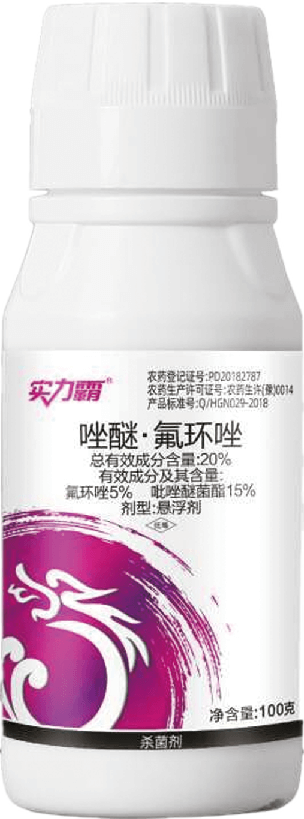 实力霸®
农药登记证号:PD20182787
农药生产许可证号:农药生许(豫)0014
产品标准号:Q/HGN029-2018
唑醚·氟环唑
总有效成分含量:20%
有效成分及其含量:
氟环唑5% 吡唑醚菌酯15%
剂型:悬浮剂
低毒
净含量:100克
杀菌剂